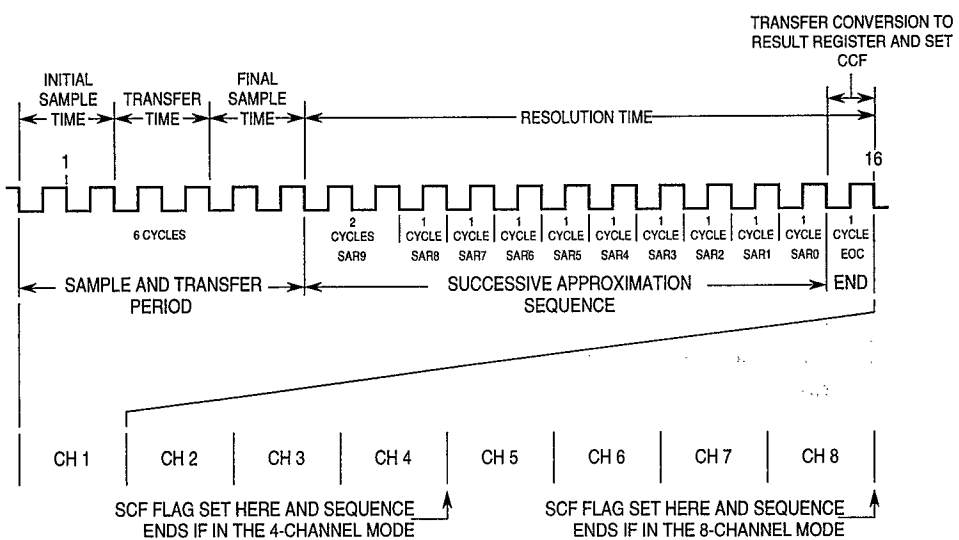 TRANSFER CONVERSION TO
RESULT REGISTER AND SET
CCF
INITIAL
SAMPLE
TIME
TRANSFER
TIME
FINAL
SAMPLE
TIME
RESOLUTION TIME
1
16
6 CYCLES
2
CYCLES
SAR9
1
CYCLE
SAR8
1
CYCLE
SAR7
1
CYCLE
SAR6
1
CYCLE
SAR5
1
CYCLE
SAR4
1
CYCLE
SAR3
1
CYCLE
SAR2
1
CYCLE
SAR1
1
CYCLE
SAR0
1
CYCLE
EOC
SAMPLE AND TRANSFER
PERIOD
SUCCESSIVE APPROXIMATION
SEQUENCE
END
CH 1
CH 2
CH 3
CH 4
CH 5
CH 6
CH 7
CH 8
SCF FLAG SET HERE AND SEQUENCE
ENDS IF IN THE 4-CHANNEL MODE
SCF FLAG SET HERE AND SEQUENCE
ENDS IF IN THE 8-CHANNEL MODE